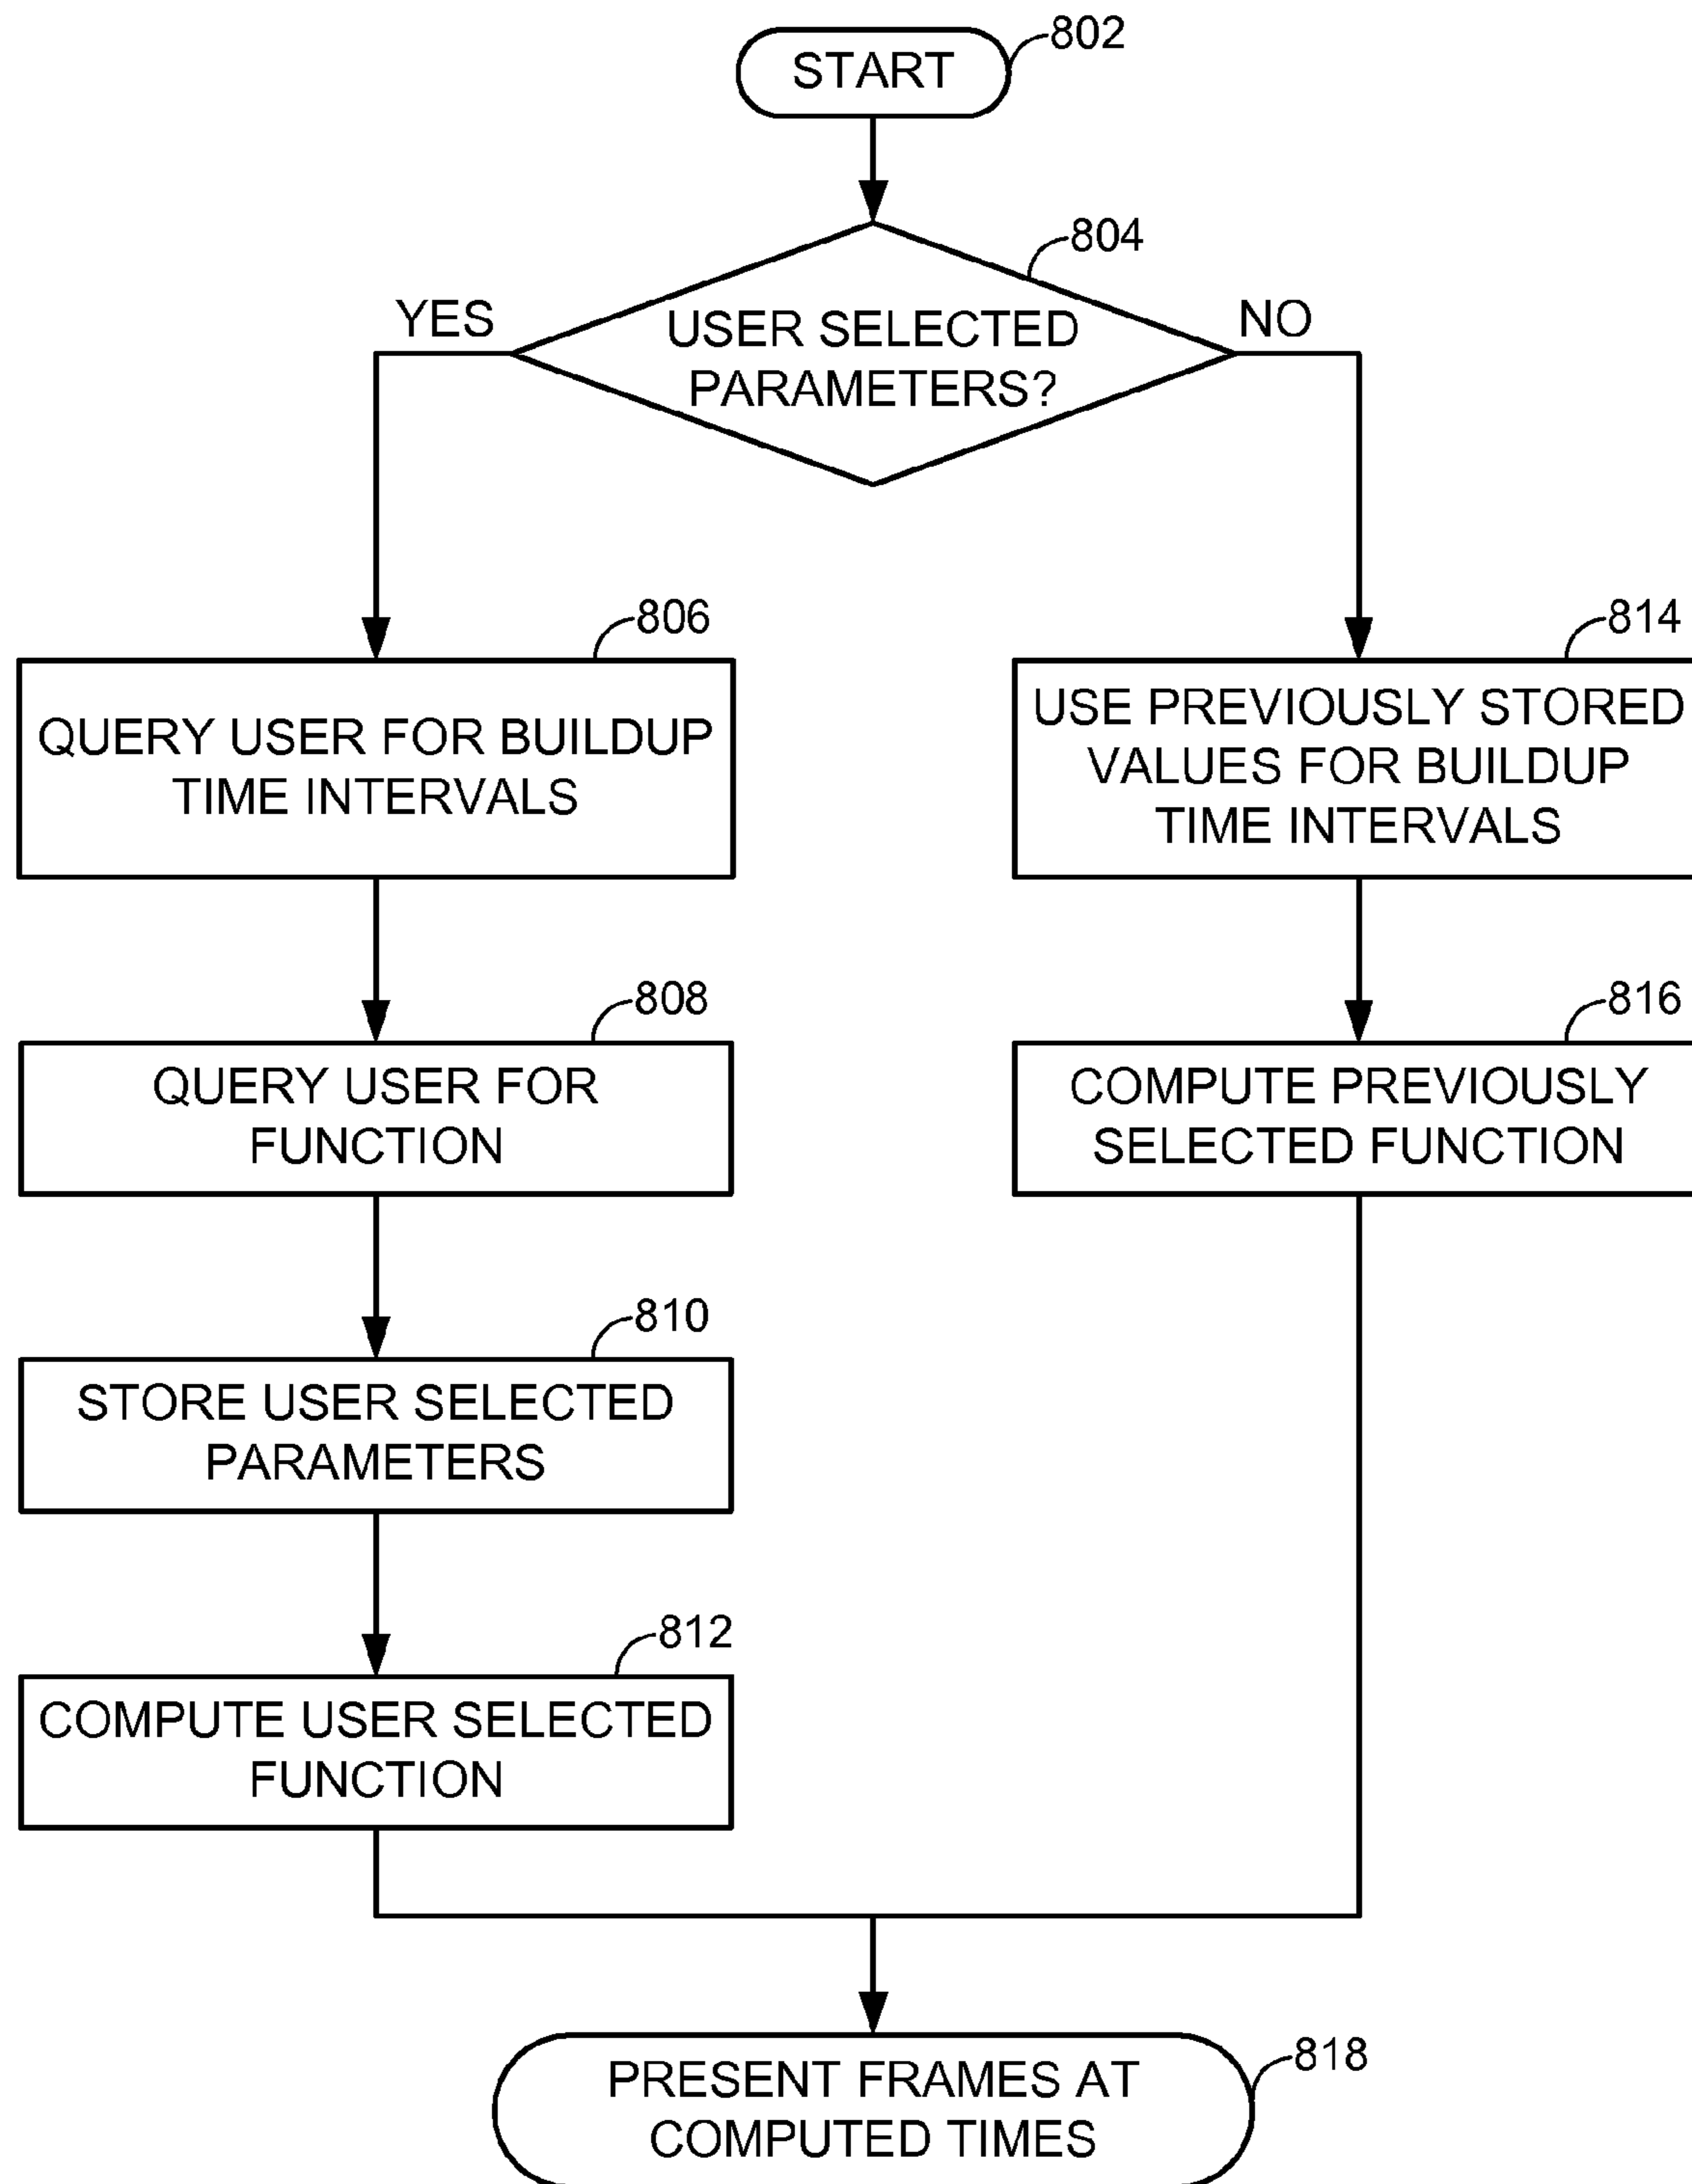 START
802
804
USER SELECTED
PARAMETERS?
YES
NO
806
QUERY USER FOR BUILDUP
TIME INTERVALS
808
QUERY USER FOR
FUNCTION
810
STORE USER SELECTED
PARAMETERS
812
COMPUTE USER SELECTED
FUNCTION
814
USE PREVIOUSLY STORED
VALUES FOR BUILDUP
TIME INTERVALS
816
COMPUTE PREVIOUSLY
SELECTED FUNCTION
818
PRESENT FRAMES AT
COMPUTED TIMES